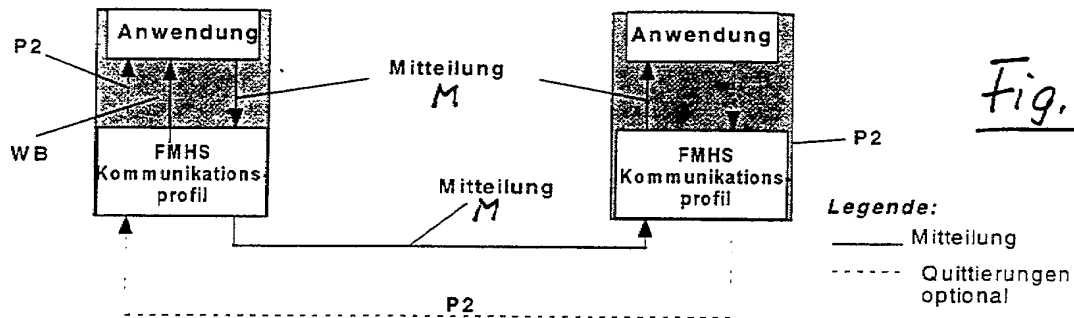 Anwendung
Anwendung
P2
Mitteilung
M
Fig.
WB
P2
FMHS
Kommunikations-
profil
FMHS
Kommunikations-
profil
Mitteilung
M
Legende:
Mitteilung
Quittierungen
optional
P2